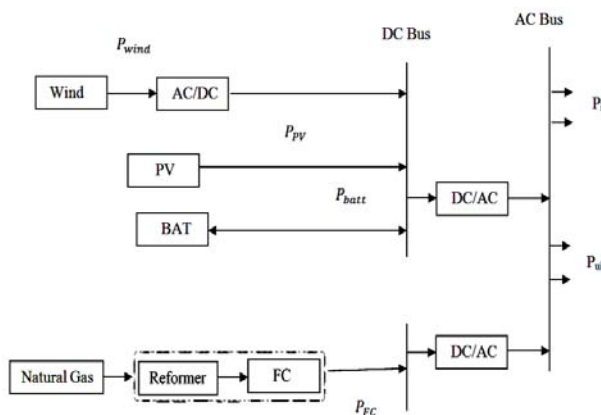 AC Bus
DC Bus
P_wind
Wind
AC/DC
P_PV
PV
P_batt
DC/AC
BAT
DC/AC
Natural Gas
Reformer
FC
P_FC